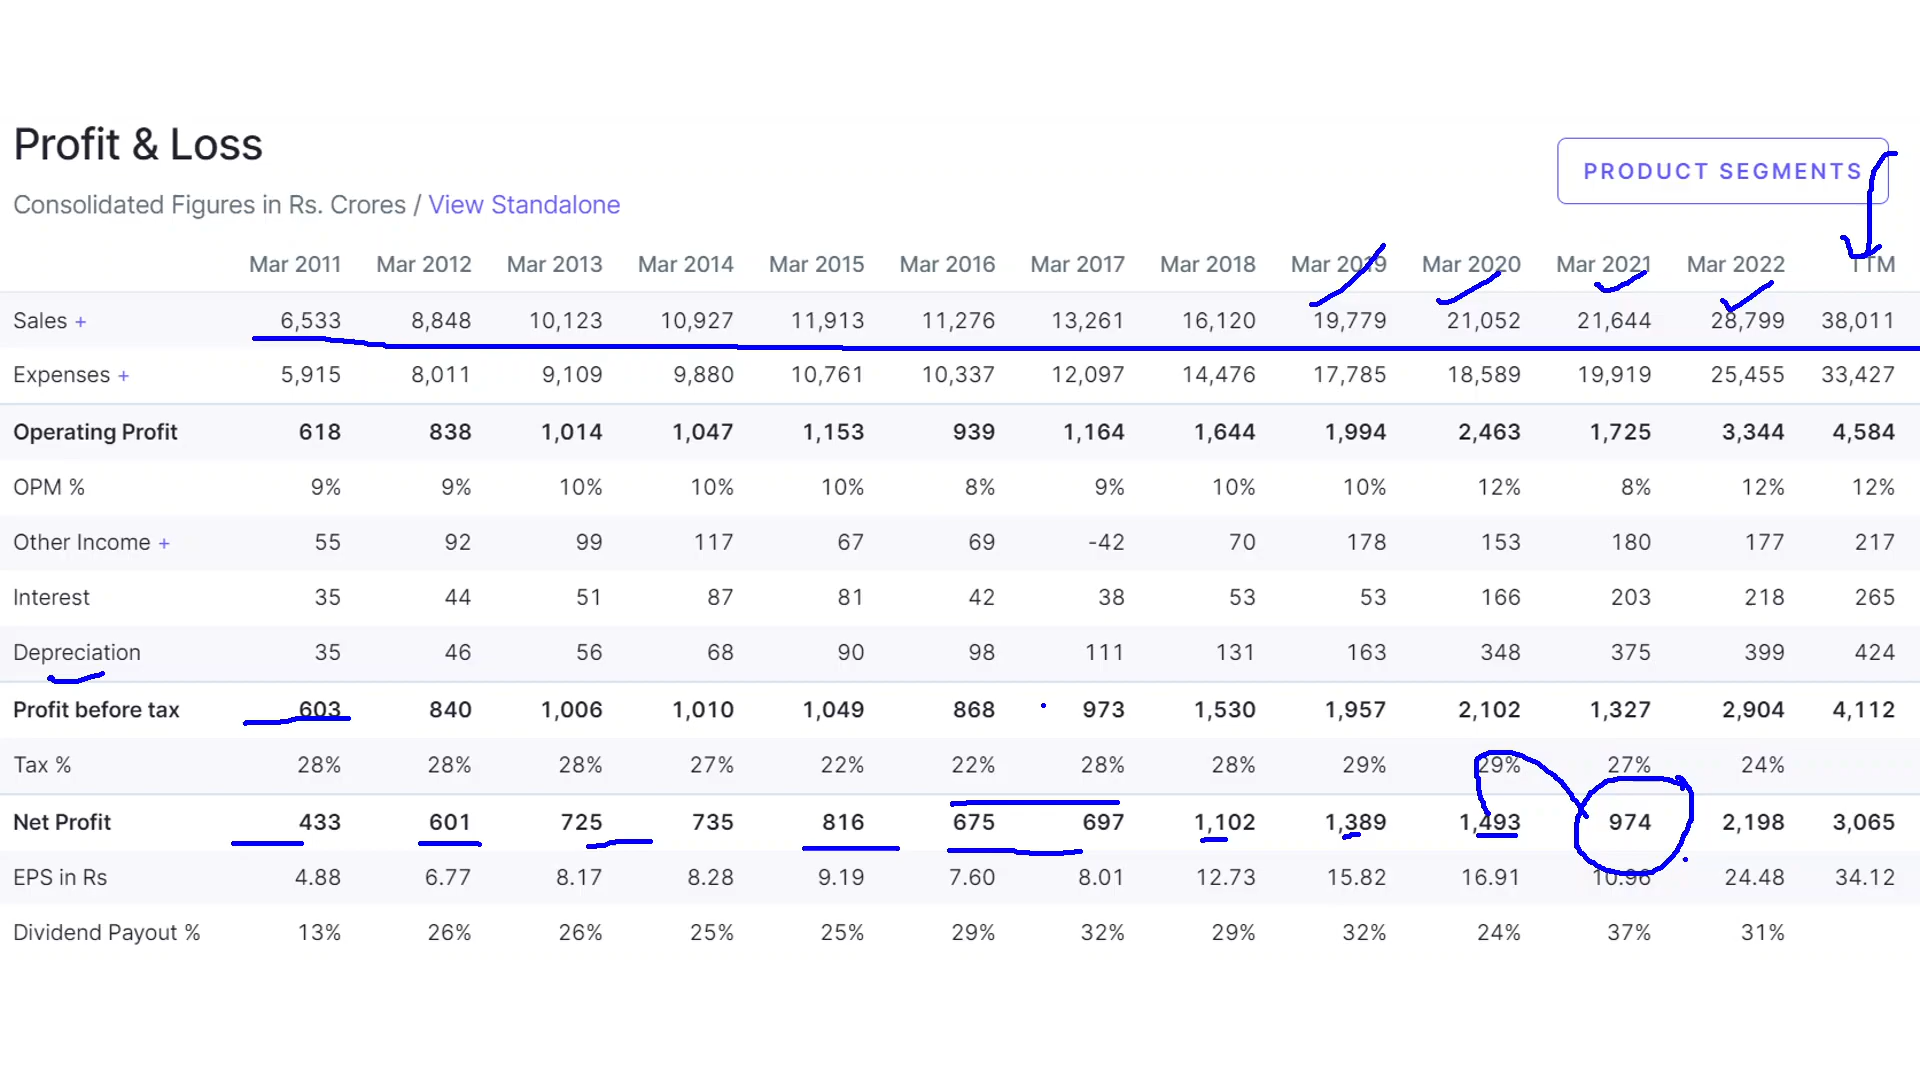 Profit & Loss
PRODUCT SEGMENTS
Consolidated Figures in Rs. Crores / View Standalone
Mar 2011 Mar 2012 Mar 2013 Mar 2014 Mar 2015 Mar 2016 Mar 2017 Mar 2018 Mar 2019 Mar 2020 Mar 2021 Mar 2022 TTM
Sales + 6,533 8,848 10,123 10,927 11,913 11,276 13,261 16,120 19,779 21,052 21,644 28,799 38,011
Expenses + 5,915 8,011 9,109 9,880 10,761 10,337 12,097 14,476 17,785 18,589 19,919 25,455 33,427
Operating Profit 618 838 1,014 1,047 1,153 939 1,164 1,644 1,994 2,463 1,725 3,344 4,584
OPM % 9% 9% 10% 10% 10% 8% 9% 10% 10% 12% 8% 12% 12%
Other Income + 55 92 99 117 67 69 -42 70 178 153 180 177 217
Interest 35 44 51 87 81 42 38 53 53 166 203 218 265
Depreciation 35 46 56 68 90 98 111 131 163 348 375 399 424
Profit before tax 603 840 1,006 1,010 1,049 868 973 1,530 1,957 2,102 1,327 2,904 4,112
Tax % 28% 28% 28% 27% 22% 22% 28% 28% 29% 29% 27% 24%
Net Profit 433 601 725 735 816 675 697 1,102 1,389 1,493 974 2,198 3,065
EPS in Rs 4.88 6.77 8.17 8.28 9.19 7.60 8.01 12.73 15.82 16.91 10.96 24.48 34.12
Dividend Payout % 13% 26% 26% 25% 25% 29% 32% 29% 32% 24% 37% 31%